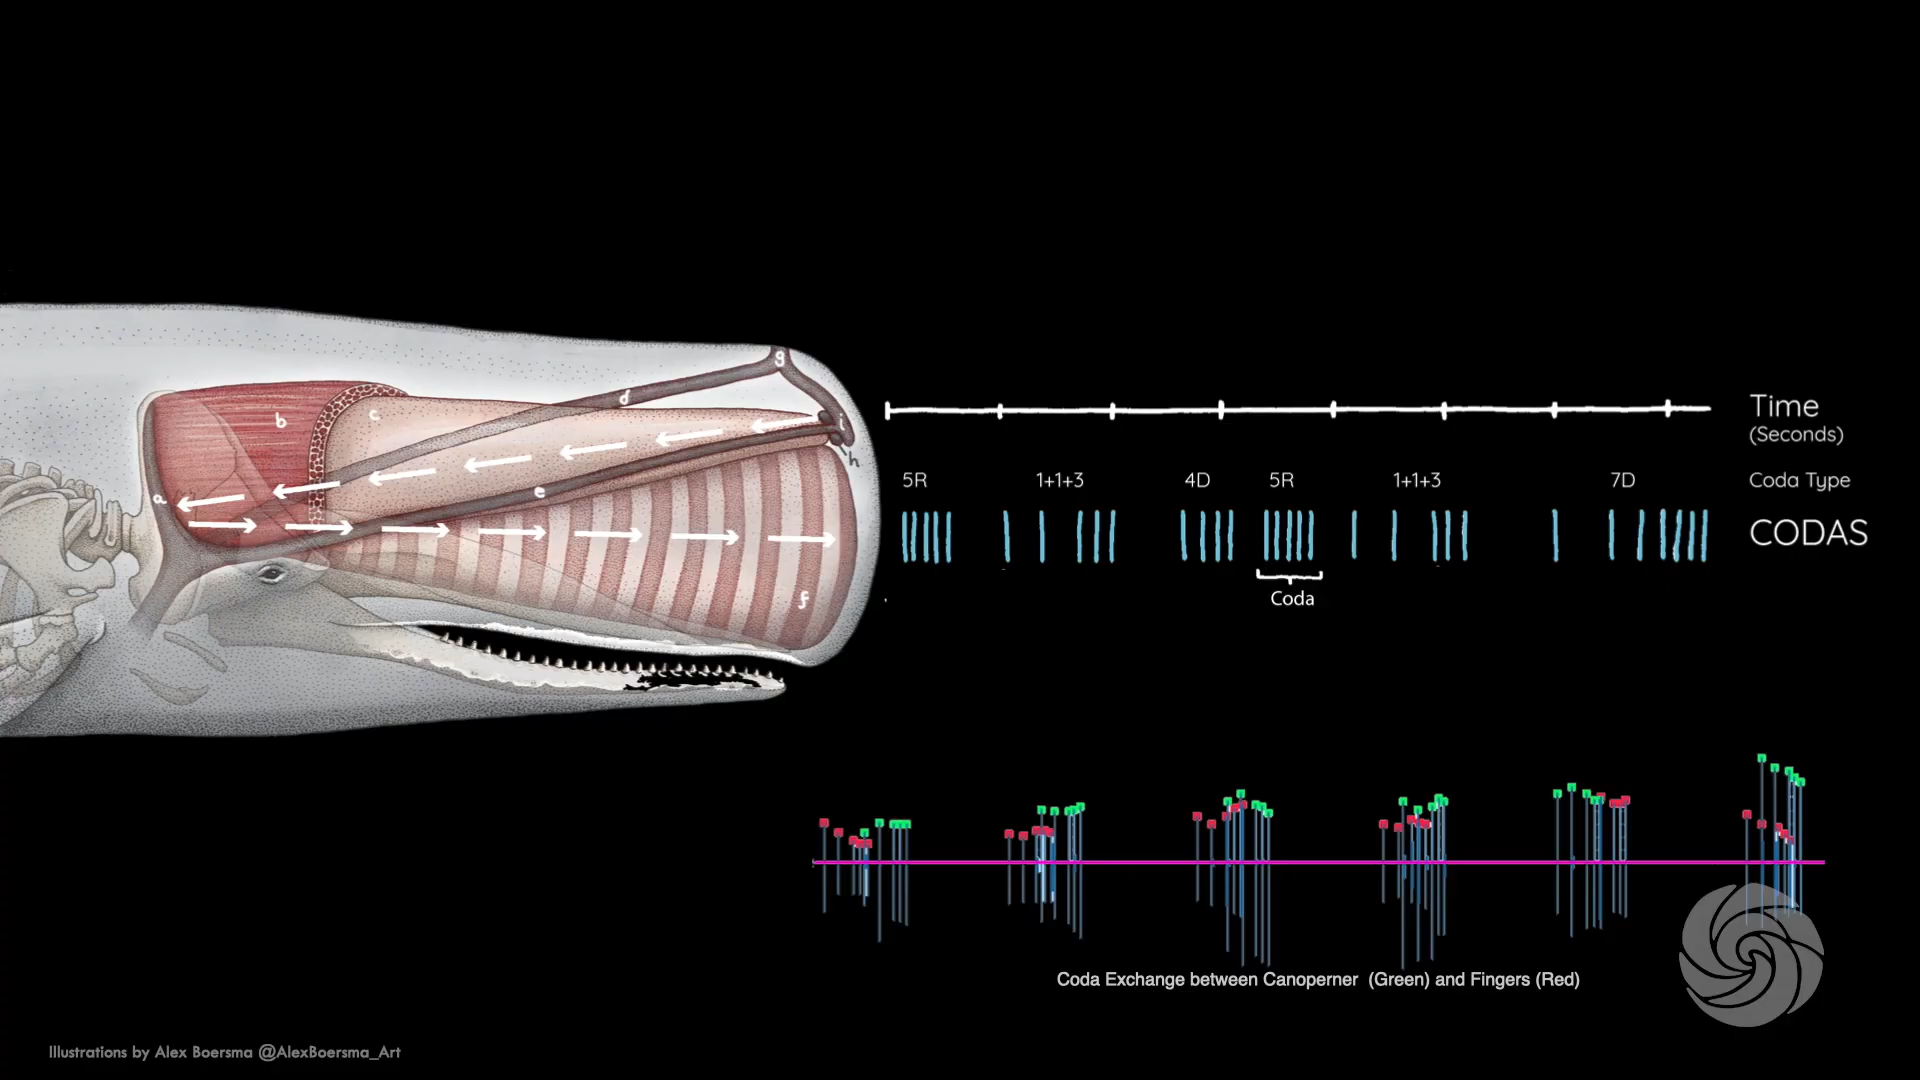 g
d
b
c
i
h
a
e
f
Time
(Seconds)
5R 1+1+3 4D 5R 1+1+3 7D Coda Type
CODAS
Coda
Coda Exchange between Canoperner (Green) and Fingers (Red)
Illustrations by Alex Boersma @AlexBoersma_Art